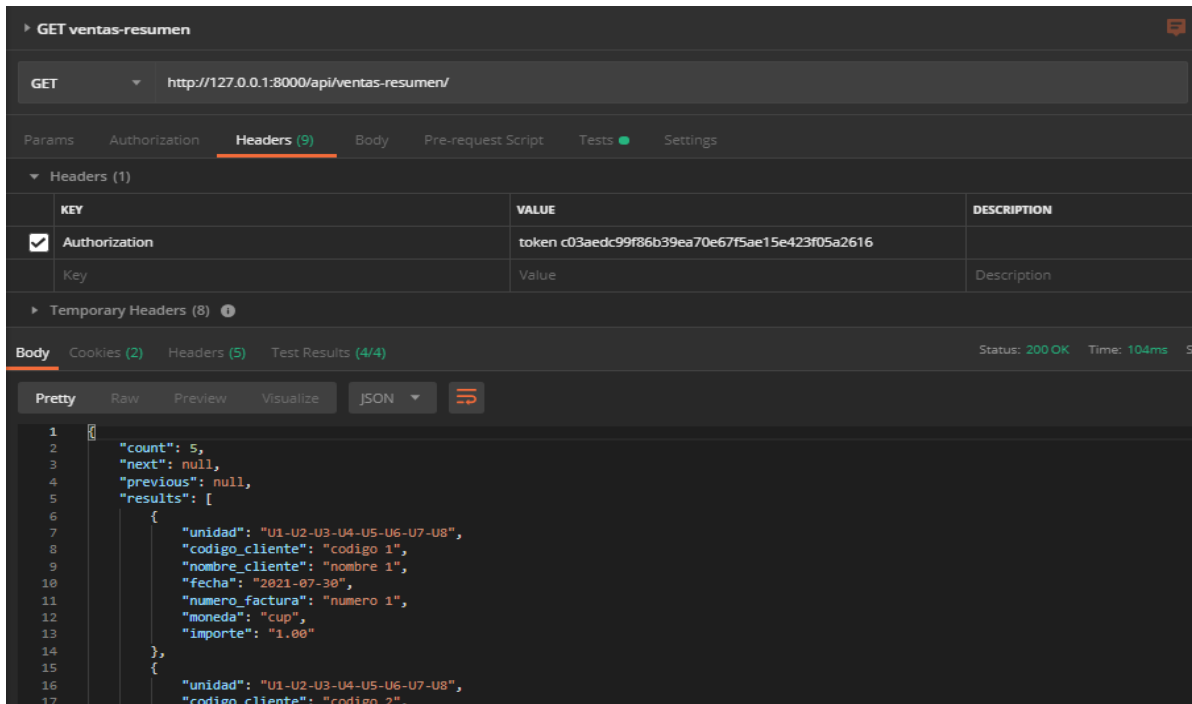 GET ventas-resumen
GET http://127.0.0.1:8000/api/ventas-resumen/
Params Authorization Headers (9) Body Pre-request Script Tests Settings
Headers (1)
KEY VALUE DESCRIPTION
Authorization token c03aedc99f86b39ea70e67f5ae15e423f05a2616
Key Value Description
Temporary Headers (8)
Body Cookies (2) Headers (5) Test Results (4/4) Status: 200 OK Time: 104ms S
Pretty Raw Preview Visualize JSON
1 {
2 "count": 5,
3 "next": null,
4 "previous": null,
5 "results": [
6 {
7 "unidad": "U1-U2-U3-U4-U5-U6-U7-U8",
8 "codigo_cliente": "codigo 1",
9 "nombre_cliente": "nombre 1",
10 "fecha": "2021-07-30",
11 "numero_factura": "numero 1",
12 "moneda": "cup",
13 "importe": "1.00"
14 },
15 {
16 "unidad": "U1-U2-U3-U4-U5-U6-U7-U8",
17 "codigo_cliente": "codigo 2",